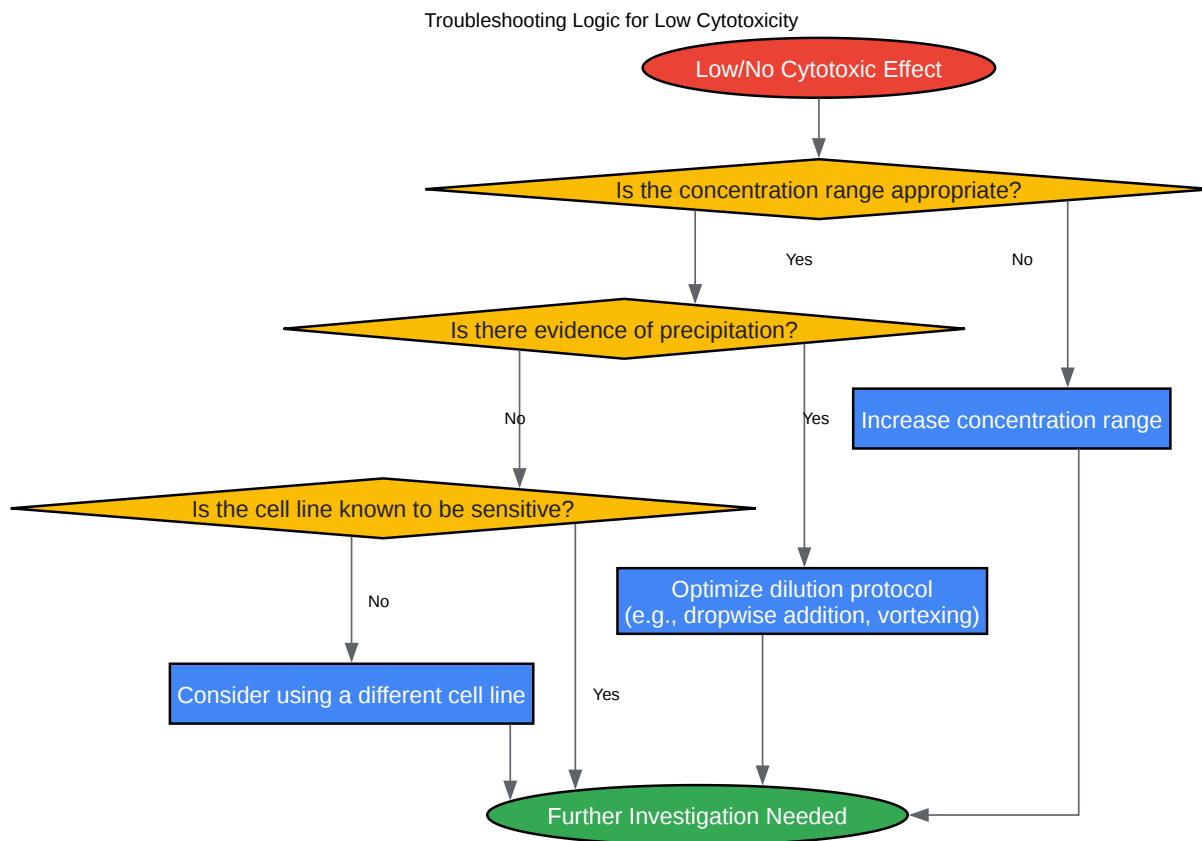 Troubleshooting Logic for Low Cytotoxicity
Low/No Cytotoxic Effect
Is the concentration range appropriate?
Yes
No
Is there evidence of precipitation?
No
Yes
Increase concentration range
Is the cell line known to be sensitive?
No
Optimize dilution protocol
(e.g., dropwise addition, vortexing)
Consider using a different cell line
Yes
Further Investigation Needed